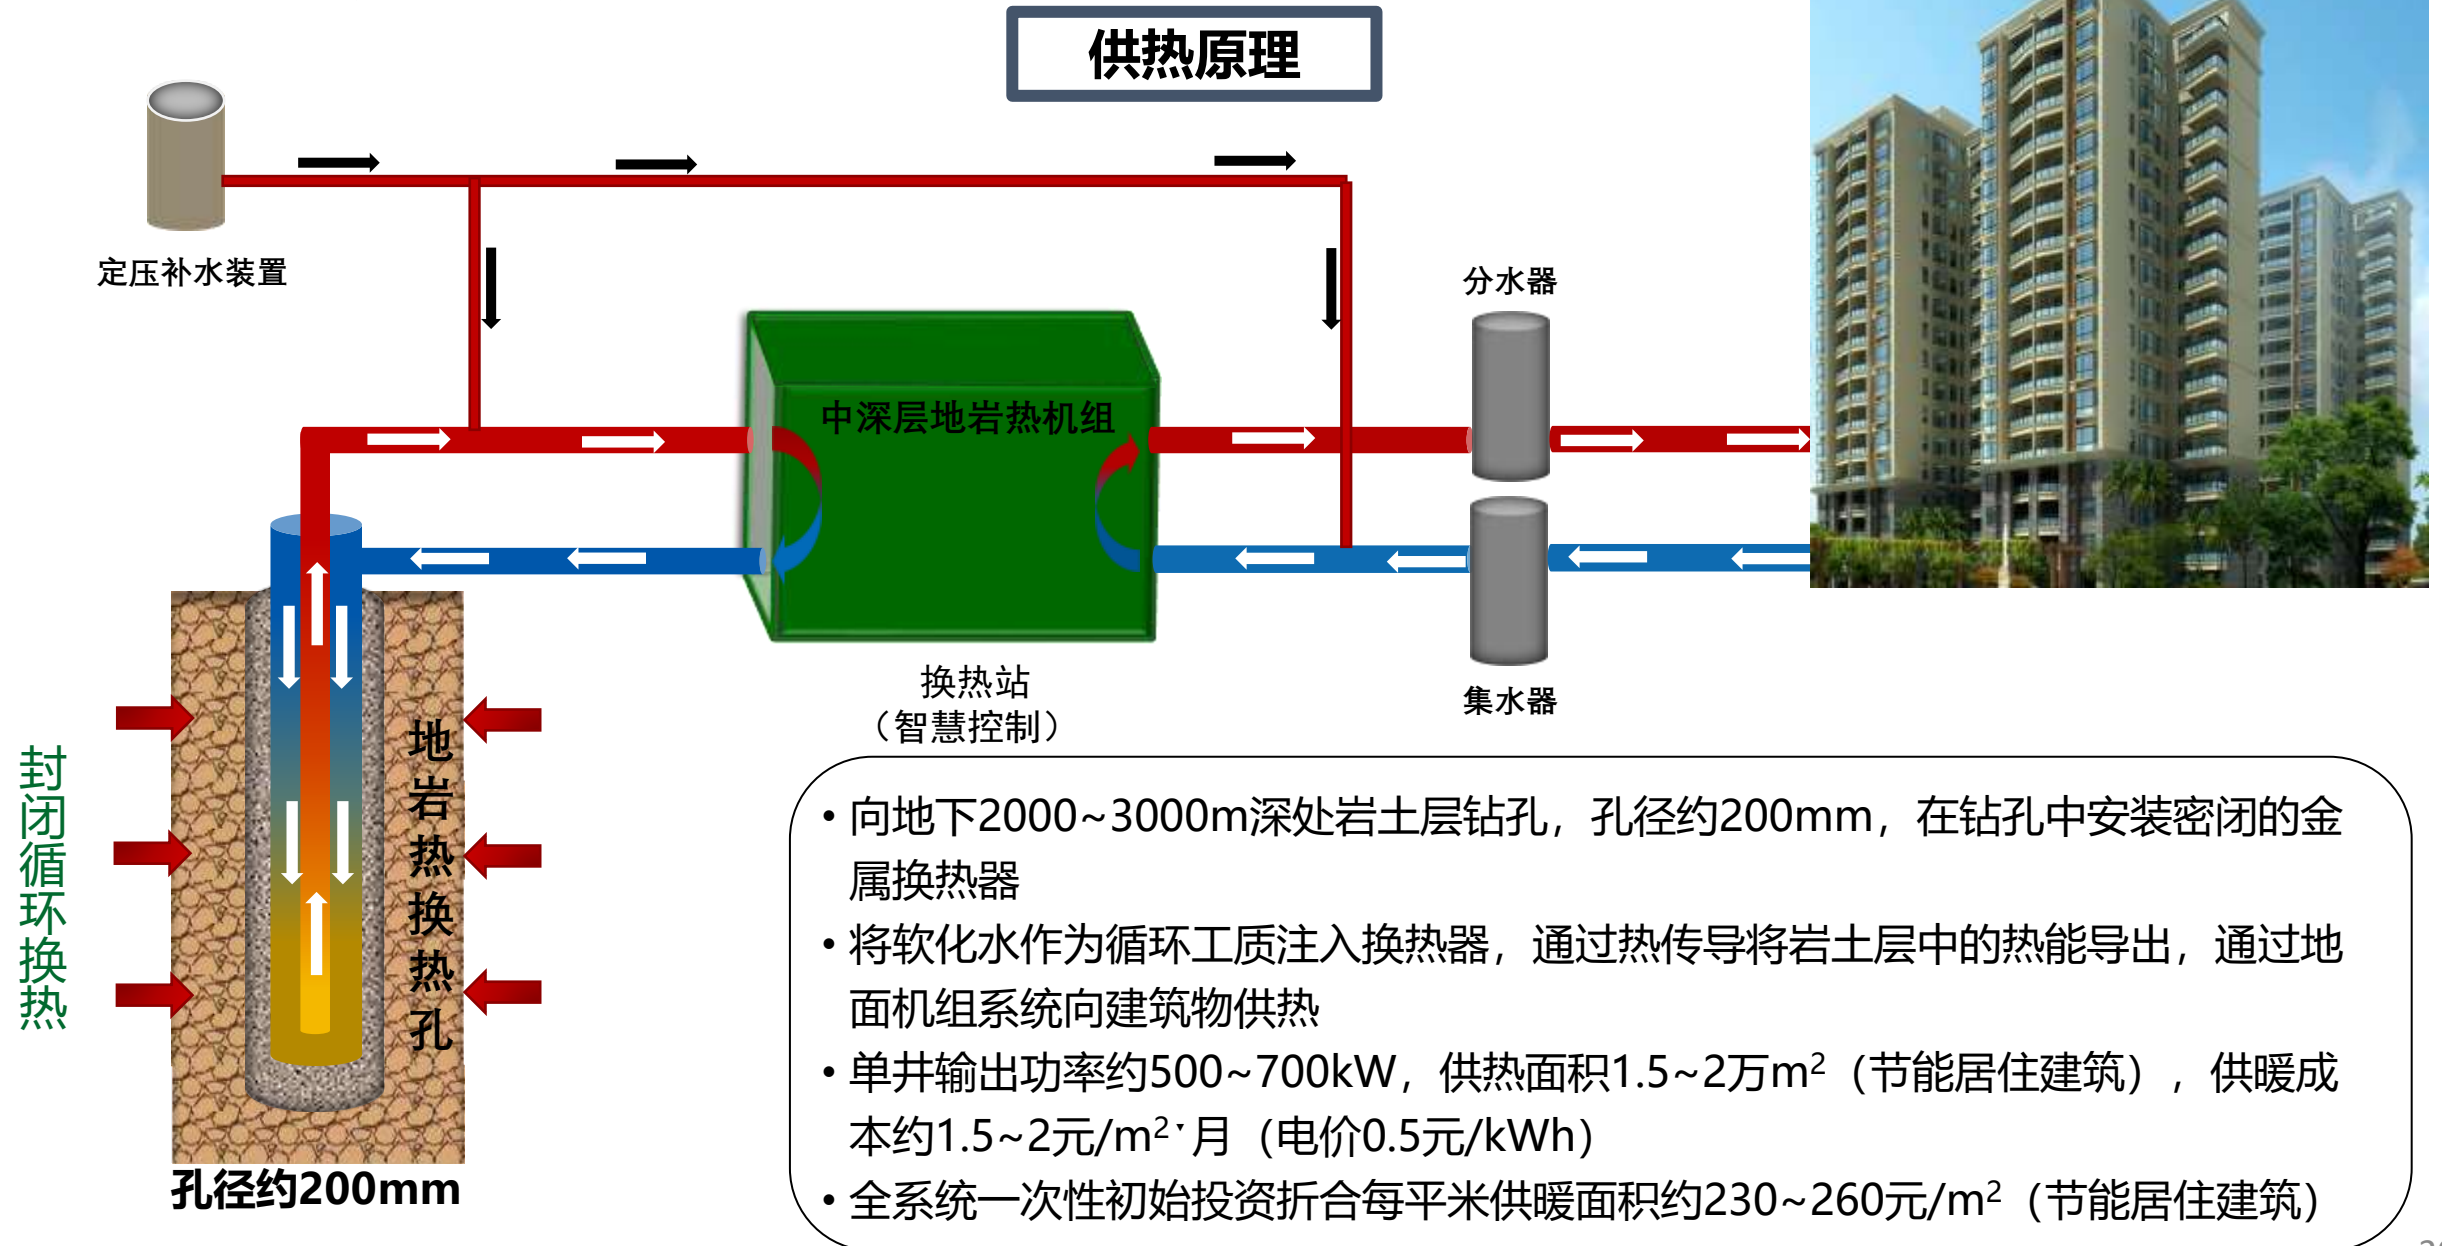 供热原理
定压补水装置
分水器
中深层地岩热机组
换热站
（智慧控制）
集水器
封闭循环换热
地岩热换热孔
孔径约200mm
• 向地下2000~3000m深处岩土层钻孔，孔径约200mm，在钻孔中安装密闭的金
属换热器
• 将软化水作为循环工质注入换热器，通过热传导将岩土层中的热能导出，通过地
面机组系统向建筑物供热
• 单井输出功率约500~700kW，供热面积1.5~2万m²（节能居住建筑），供暖成
本约1.5~2元/m²·月（电价0.5元/kWh）
• 全系统一次性初始投资折合每平米供暖面积约230~260元/m²（节能居住建筑）